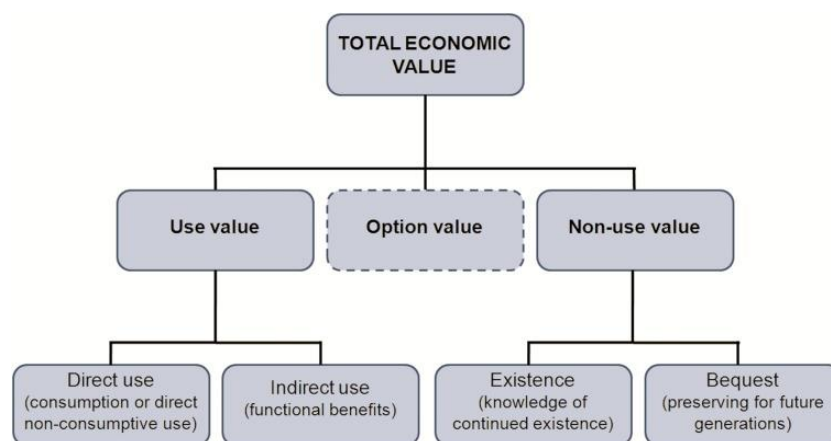 TOTAL ECONOMIC
VALUE
Use value
Option value
Non-use value
Direct use
(consumption or direct
non-consumptive use)
Indirect use
(functional benefits)
Existence
(knowledge of
continued existence)
Bequest
(preserving for future
generations)